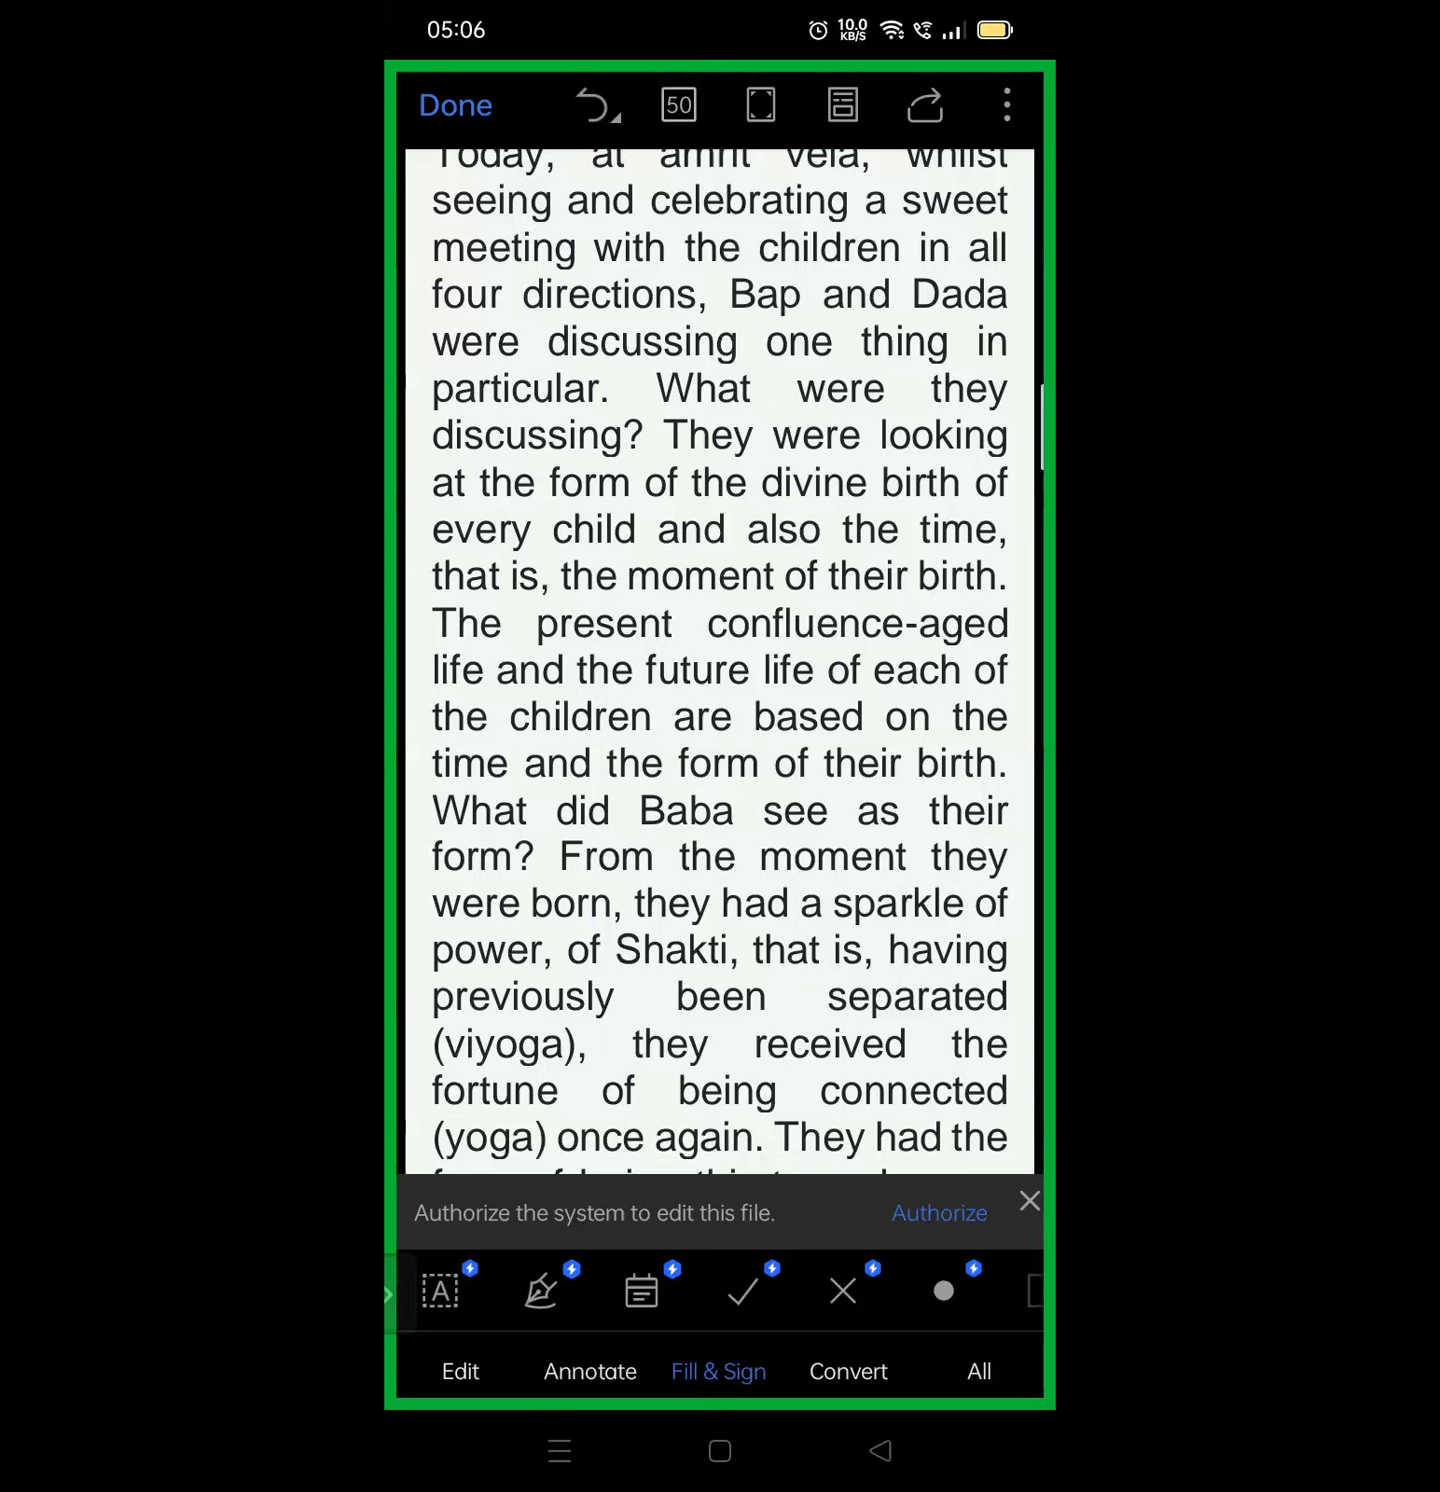 05:06
10.0
KB/S
Done
50
Today, at amrit vela, whilst
seeing and celebrating a sweet
meeting with the children in all
four directions, Bap and Dada
were discussing one thing in
particular. What were they
discussing? They were looking
at the form of the divine birth of
every child and also the time,
that is, the moment of their birth.
The present confluence-aged
life and the future life of each of
the children are based on the
time and the form of their birth.
What did Baba see as their
form? From the moment they
were born, they had a sparkle of
power, of Shakti, that is, having
previously been separated
(viyoga), they received the
fortune of being connected
(yoga) once again. They had the
Authorize the system to edit this file.
Authorize
A
Edit
Annotate
Fill & Sign
Convert
All